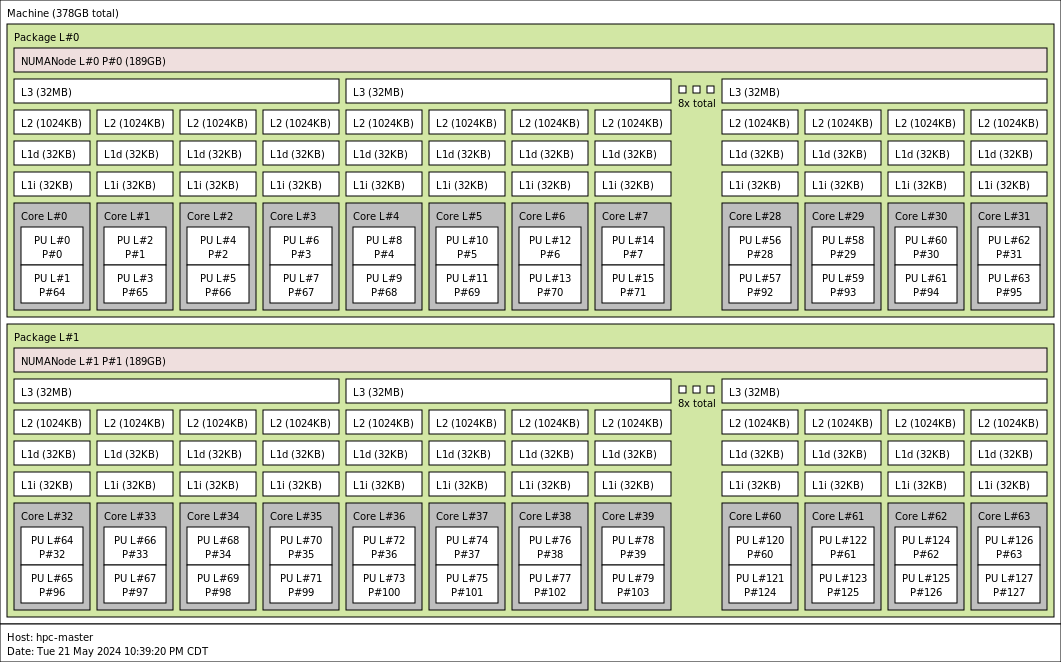 Machine (378GB total)
Package L#0
NUMANode L#0 P#0 (189GB)
L3 (32MB) L3 (32MB) L3 (32MB)
8x total
L2 (1024KB) L2 (1024KB) L2 (1024KB) L2 (1024KB) L2 (1024KB) L2 (1024KB) L2 (1024KB) L2 (1024KB) L2 (1024KB) L2 (1024KB) L2 (1024KB) L2 (1024KB)
L1d (32KB) L1d (32KB) L1d (32KB) L1d (32KB) L1d (32KB) L1d (32KB) L1d (32KB) L1d (32KB) L1d (32KB) L1d (32KB) L1d (32KB) L1d (32KB)
L1i (32KB) L1i (32KB) L1i (32KB) L1i (32KB) L1i (32KB) L1i (32KB) L1i (32KB) L1i (32KB) L1i (32KB) L1i (32KB) L1i (32KB) L1i (32KB)
Core L#0 Core L#1 Core L#2 Core L#3 Core L#4 Core L#5 Core L#6 Core L#7 Core L#28 Core L#29 Core L#30 Core L#31
PU L#0 PU L#2 PU L#4 PU L#6 PU L#8 PU L#10 PU L#12 PU L#14 PU L#56 PU L#58 PU L#60 PU L#62
P#0 P#1 P#2 P#3 P#4 P#5 P#6 P#7 P#28 P#29 P#30 P#31
PU L#1 PU L#3 PU L#5 PU L#7 PU L#9 PU L#11 PU L#13 PU L#15 PU L#57 PU L#59 PU L#61 PU L#63
P#64 P#65 P#66 P#67 P#68 P#69 P#70 P#71 P#92 P#93 P#94 P#95
Package L#1
NUMANode L#1 P#1 (189GB)
L3 (32MB) L3 (32MB) L3 (32MB)
8x total
L2 (1024KB) L2 (1024KB) L2 (1024KB) L2 (1024KB) L2 (1024KB) L2 (1024KB) L2 (1024KB) L2 (1024KB) L2 (1024KB) L2 (1024KB) L2 (1024KB) L2 (1024KB)
L1d (32KB) L1d (32KB) L1d (32KB) L1d (32KB) L1d (32KB) L1d (32KB) L1d (32KB) L1d (32KB) L1d (32KB) L1d (32KB) L1d (32KB) L1d (32KB)
L1i (32KB) L1i (32KB) L1i (32KB) L1i (32KB) L1i (32KB) L1i (32KB) L1i (32KB) L1i (32KB) L1i (32KB) L1i (32KB) L1i (32KB) L1i (32KB)
Core L#32 Core L#33 Core L#34 Core L#35 Core L#36 Core L#37 Core L#38 Core L#39 Core L#60 Core L#61 Core L#62 Core L#63
PU L#64 PU L#66 PU L#68 PU L#70 PU L#72 PU L#74 PU L#76 PU L#78 PU L#120 PU L#122 PU L#124 PU L#126
P#32 P#33 P#34 P#35 P#36 P#37 P#38 P#39 P#60 P#61 P#62 P#63
PU L#65 PU L#67 PU L#69 PU L#71 PU L#73 PU L#75 PU L#77 PU L#79 PU L#121 PU L#123 PU L#125 PU L#127
P#96 P#97 P#98 P#99 P#100 P#101 P#102 P#103 P#124 P#125 P#126 P#127
Host: hpc-master
Date: Tue 21 May 2024 10:39:20 PM CDT